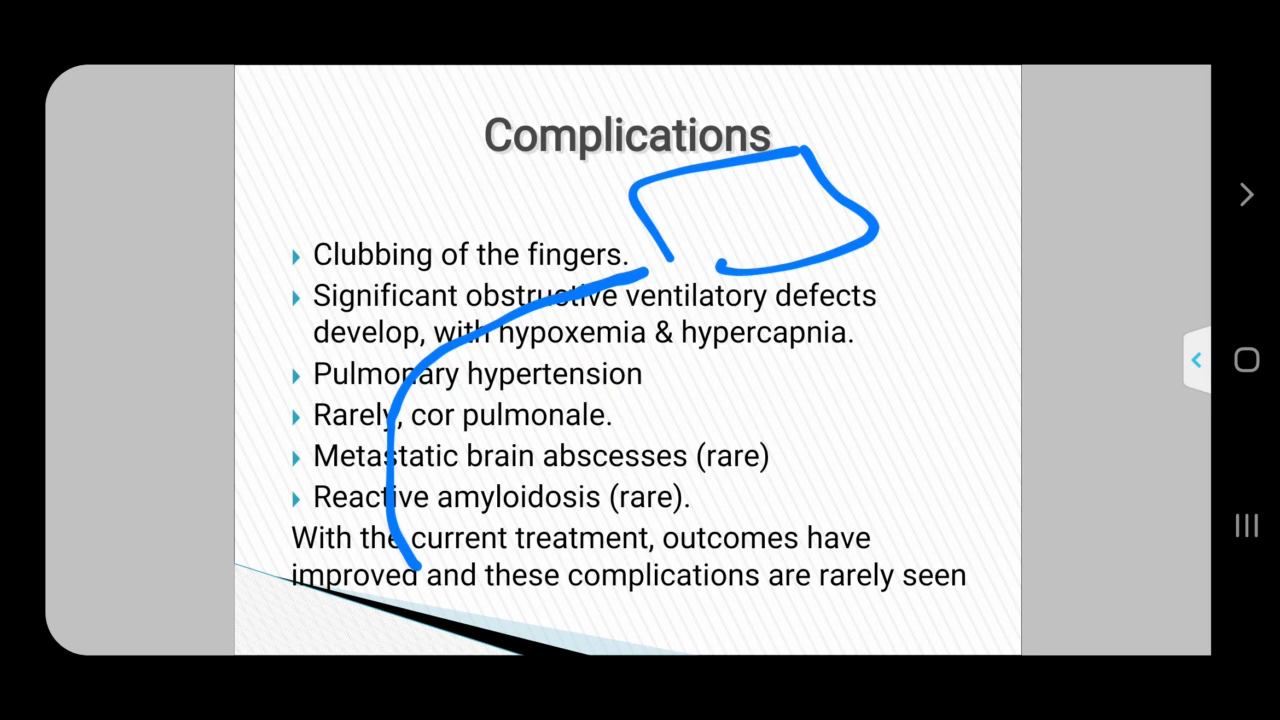 Complications
Clubbing of the fingers.
Significant obstructive ventilatory defects
develop, with hypoxemia & hypercapnia.
Pulmonary hypertension
Rarely, cor pulmonale.
Metastatic brain abscesses (rare)
Reactive amyloidosis (rare).
With the current treatment, outcomes have
improved and these complications are rarely seen